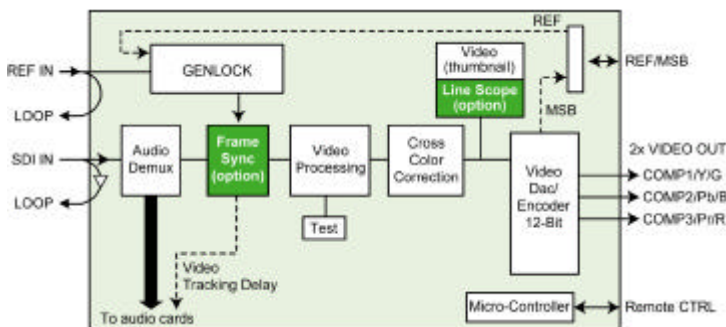 REF
REF IN
GENLOCK
Video
(thumbnail)
Line Scope
(option)
REF/MSB
LOOP
MSB
SDI IN
Audio
Demux
Frame
Sync
(option)
Video
Processing
Cross
Color
Correction
Video
Dac/
Encoder
12-Bit
2x VIDEO OUT
COMP1/Y/G
COMP2/Pb/B
COMP3/Pr/R
LOOP
Test
Video
Tracking Delay
To audio cards
Micro-Controller
Remote CTRL